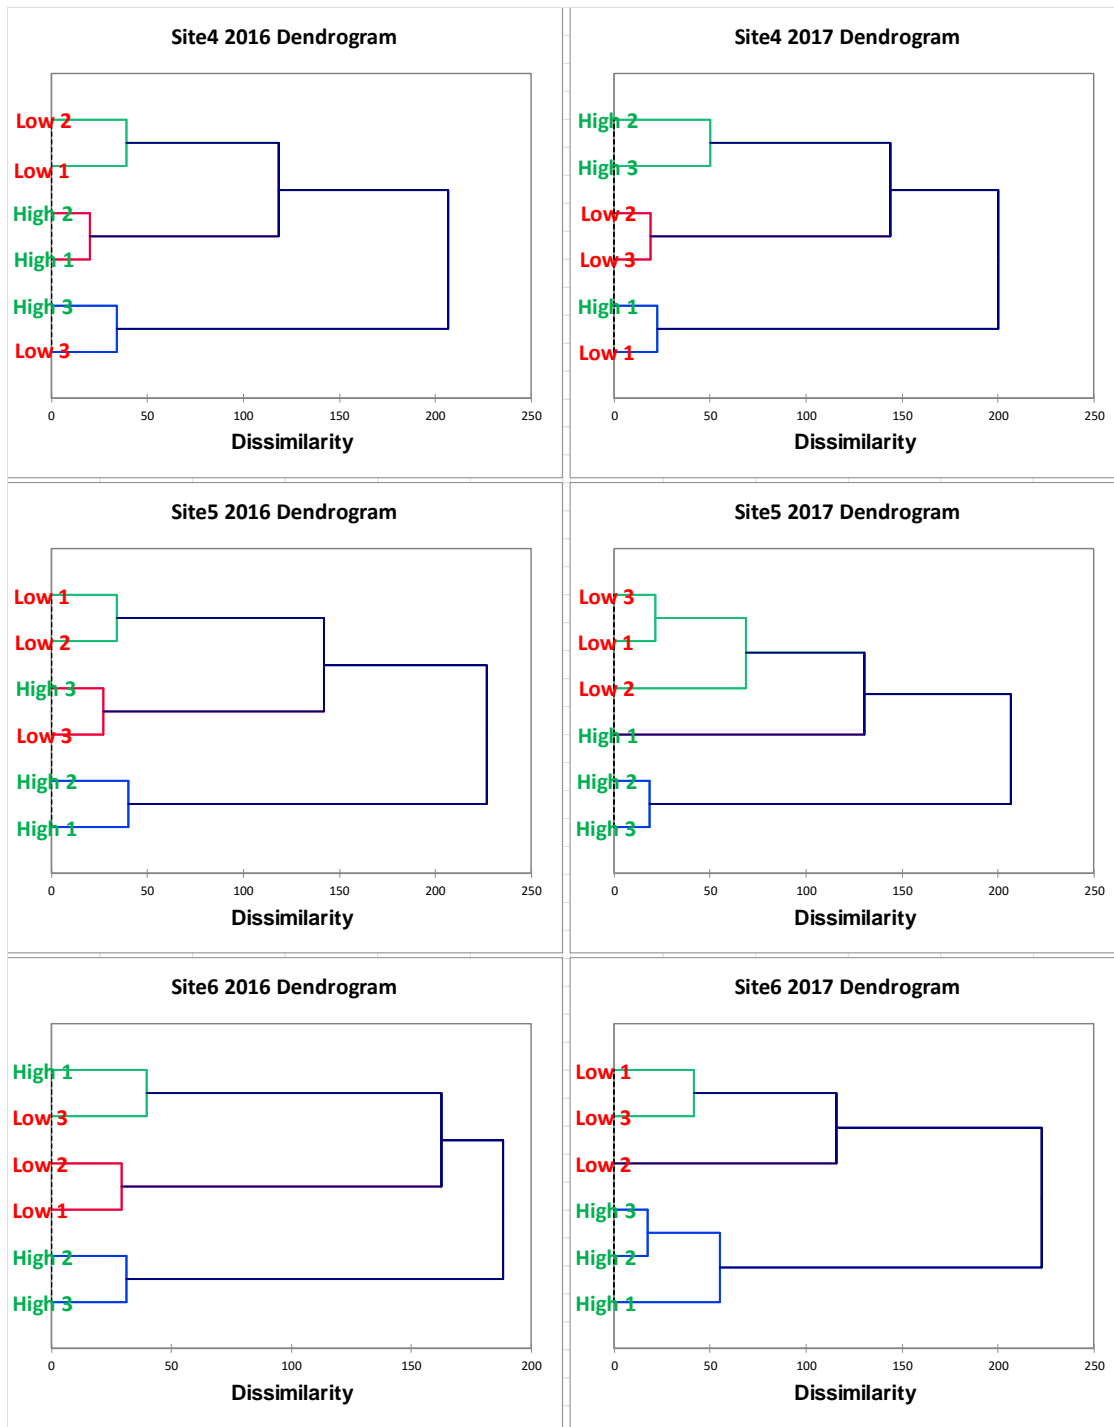 Site4 2016 Dendrogram
Low 2
Low 1
High 2
High 1
High 3
Low 3
0 50 100 150 200 250
Dissimilarity
Site4 2017 Dendrogram
High 2
High 3
Low 2
Low 3
High 1
Low 1
0 50 100 150 200 250
Dissimilarity
Site5 2016 Dendrogram
Low 1
Low 2
High 3
Low 3
High 2
High 1
0 50 100 150 200 250
Dissimilarity
Site5 2017 Dendrogram
Low 3
Low 1
Low 2
High 1
High 2
High 3
0 50 100 150 200 250
Dissimilarity
Site6 2016 Dendrogram
High 1
Low 3
Low 2
Low 1
High 2
High 3
0 50 100 150 200
Dissimilarity
Site6 2017 Dendrogram
Low 1
Low 3
Low 2
High 3
High 2
High 1
0 50 100 150 200 250
Dissimilarity